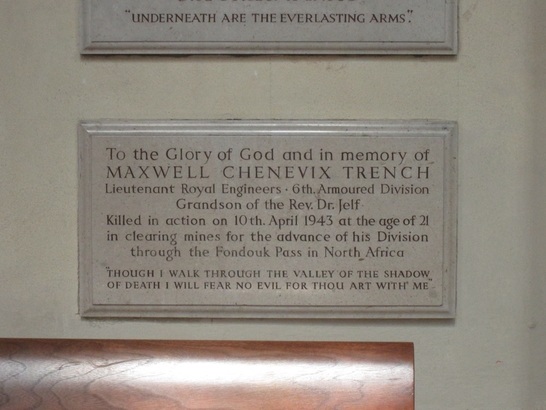 "UNDERNEATH ARE THE EVERLASTING ARMS".
To the Glory of God and in memory of
MAXWELL CHENEVIX TRENCH
Lieutenant Royal Engineers · 6th. Armoured Division
Grandson of the Rev. Dr. Jelf
Killed in action on 10th. April 1943 at the age of 21
in clearing mines for the advance of his Division
through the Fondouk Pass in North Africa
"THOUGH I WALK THROUGH THE VALLEY OF THE SHADOW
OF DEATH I WILL FEAR NO EVIL FOR THOU ART WITH ME"